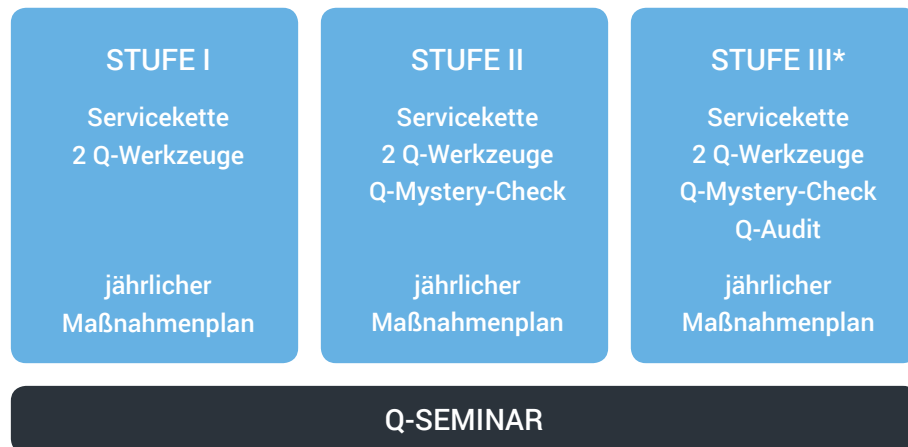 STUFE I
Servicekette
2 Q-Werkzeuge
jährlicher
Maßnahmenplan
STUFE II
Servicekette
2 Q-Werkzeuge
Q-Mystery-Check
jährlicher
Maßnahmenplan
STUFE III*
Servicekette
2 Q-Werkzeuge
Q-Mystery-Check
Q-Audit
jährlicher
Maßnahmenplan
Q-SEMINAR